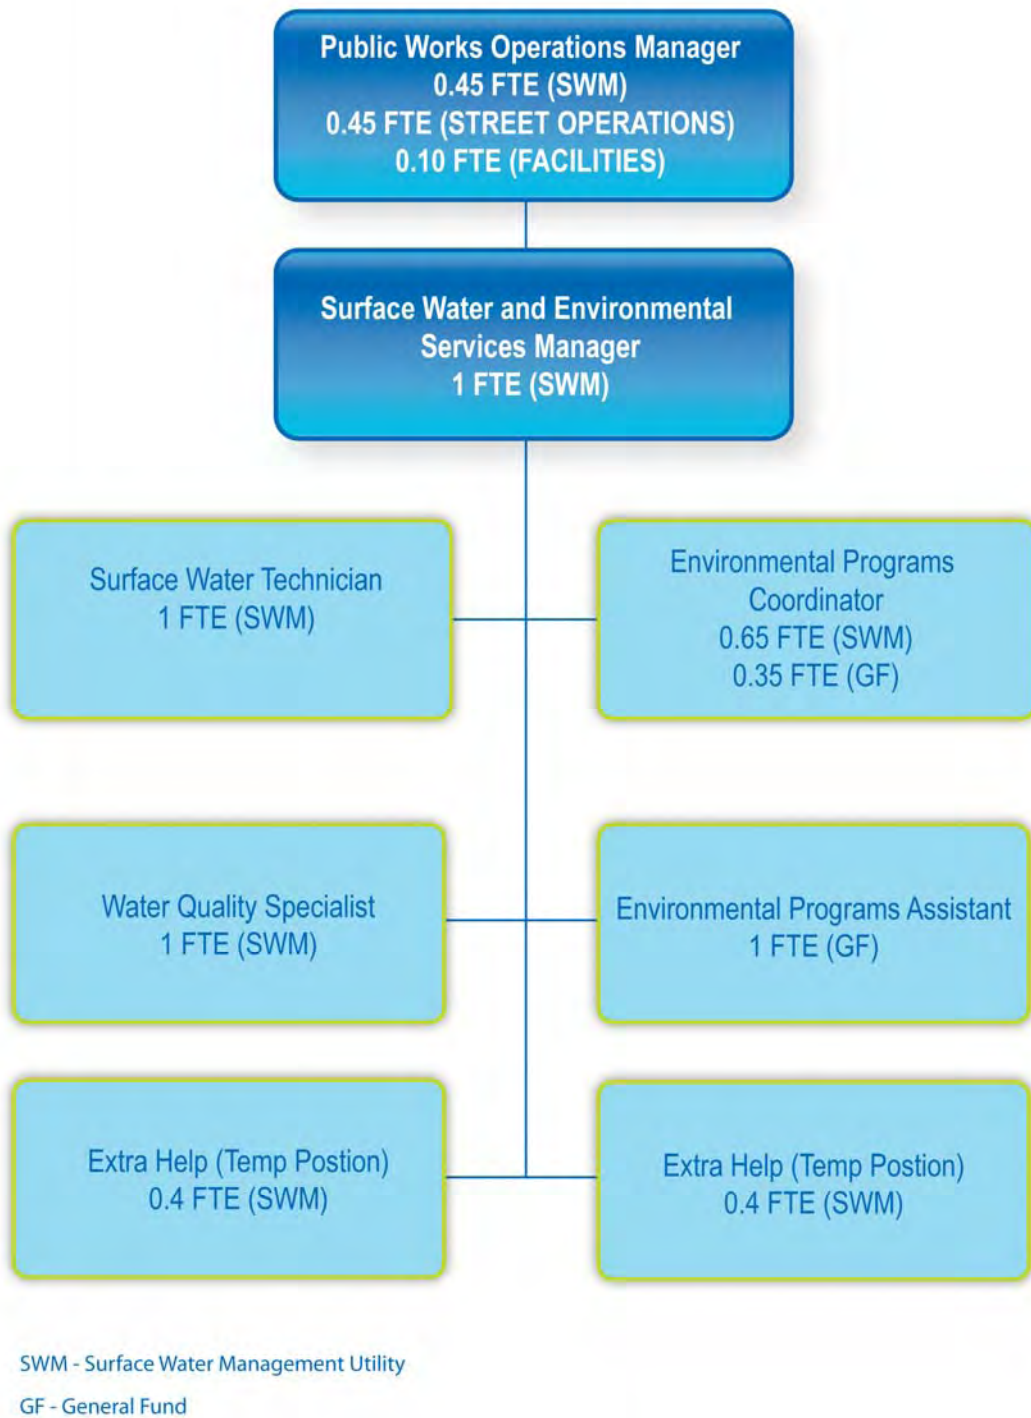 Public Works Operations Manager
0.45 FTE (SWM)
0.45 FTE (STREET OPERATIONS)
0.10 FTE (FACILITIES)
Surface Water and Environmental
Services Manager
1 FTE (SWM)
Surface Water Technician
1 FTE (SWM)
Environmental Programs
Coordinator
0.65 FTE (SWM)
0.35 FTE (GF)
Water Quality Specialist
1 FTE (SWM)
Environmental Programs Assistant
1 FTE (GF)
Extra Help (Temp Postion)
0.4 FTE (SWM)
Extra Help (Temp Postion)
0.4 FTE (SWM)
SWM - Surface Water Management Utility
GF - General Fund